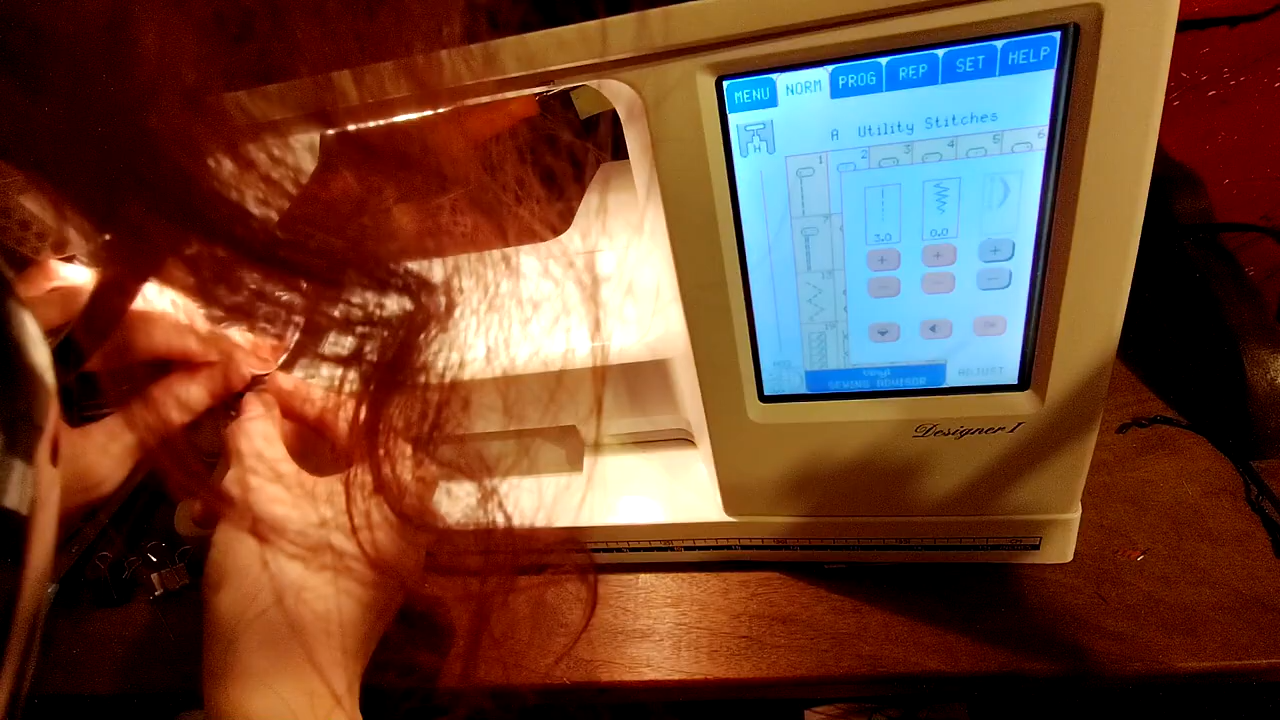 MENU NORM PROG REP SET HELP
A Utility Stitches
1 2 3 4 5 6
3.0 0.0
+ + +
- - -
SEWING ADVISOR ADJUST
Designer I